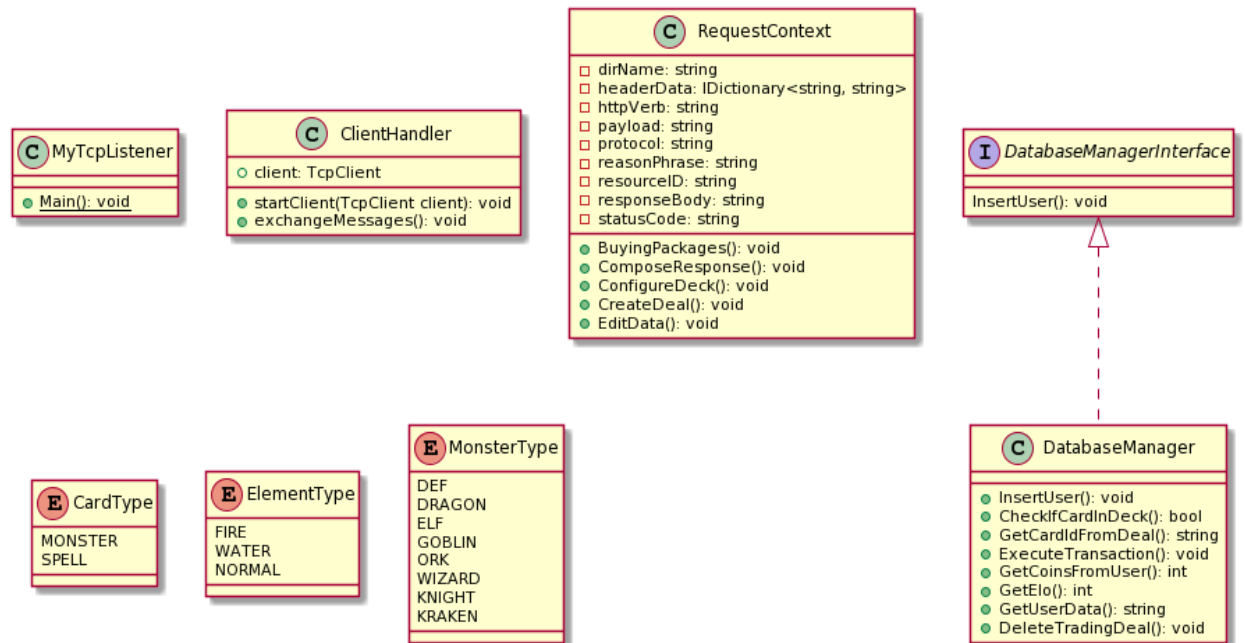 C MyTcpListener
Main(): void
C ClientHandler
client: TcpClient
startClient(TcpClient client): void
exchangeMessages(): void
C RequestContext
dirName: string
headerData: IDictionary<string, string>
httpVerb: string
payload: string
protocol: string
reasonPhrase: string
resourceID: string
responseBody: string
statusCode: string
BuyingPackages(): void
ComposeResponse(): void
ConfigureDeck(): void
CreateDeal(): void
EditData(): void
I DatabaseManagerInterface
InsertUser(): void
E CardType
MONSTER
SPELL
E ElementType
FIRE
WATER
NORMAL
E MonsterType
DEF
DRAGON
ELF
GOBLIN
ORK
WIZARD
KNIGHT
KRAKEN
C DatabaseManager
InsertUser(): void
CheckIfCardInDeck(): bool
GetCardIdFromDeal(): string
ExecuteTransaction(): void
GetCoinsFromUser(): int
GetElo(): int
GetUserData(): string
DeleteTradingDeal(): void